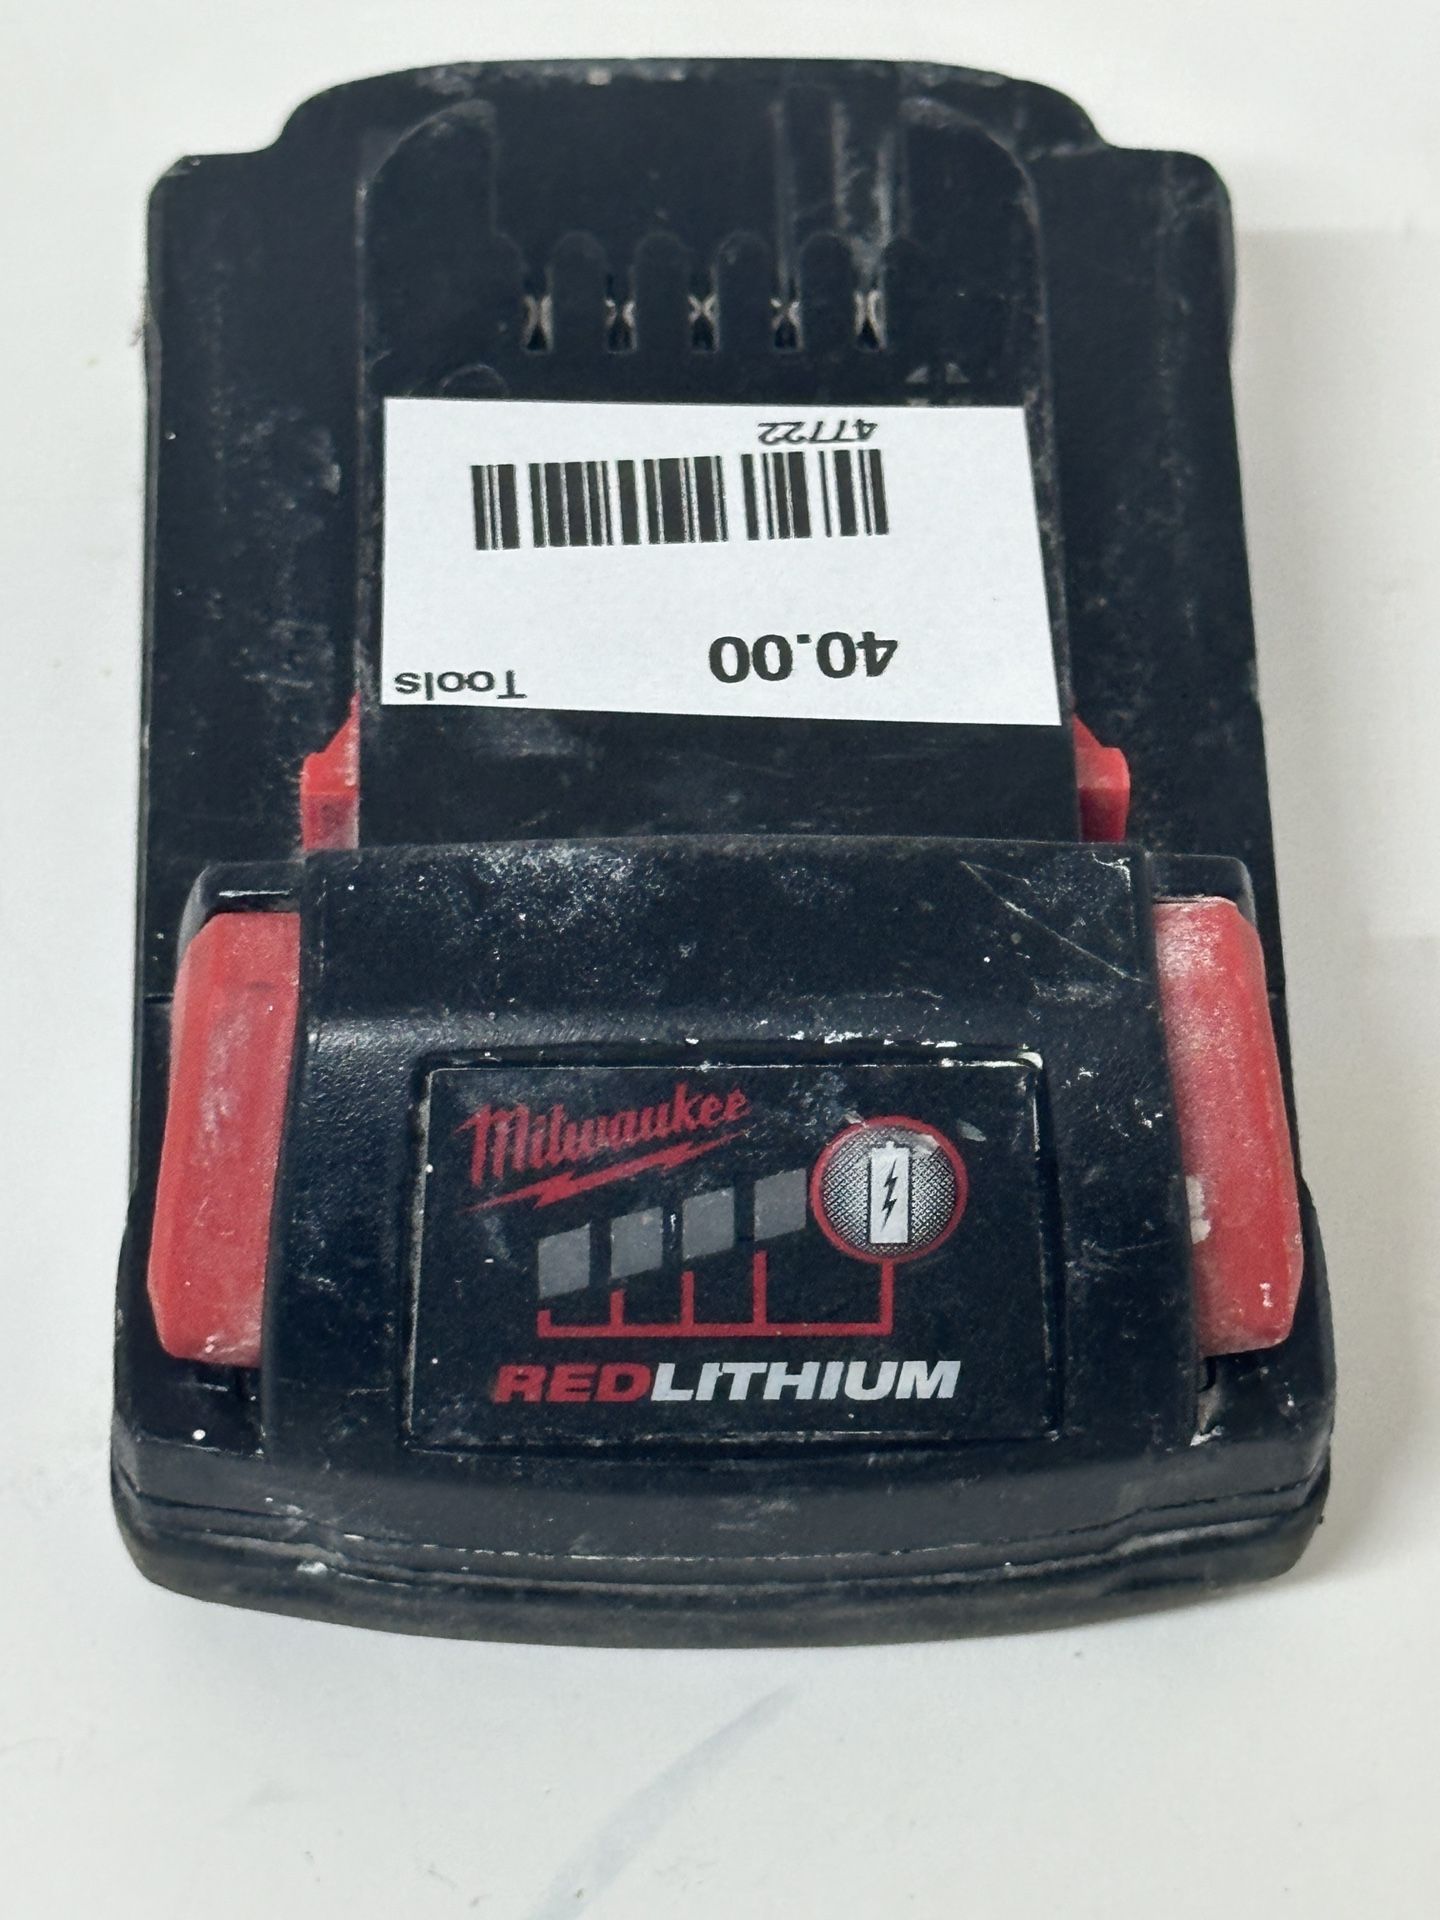 47722
40.00
Tools
Milwaukee
REDLITHIUM